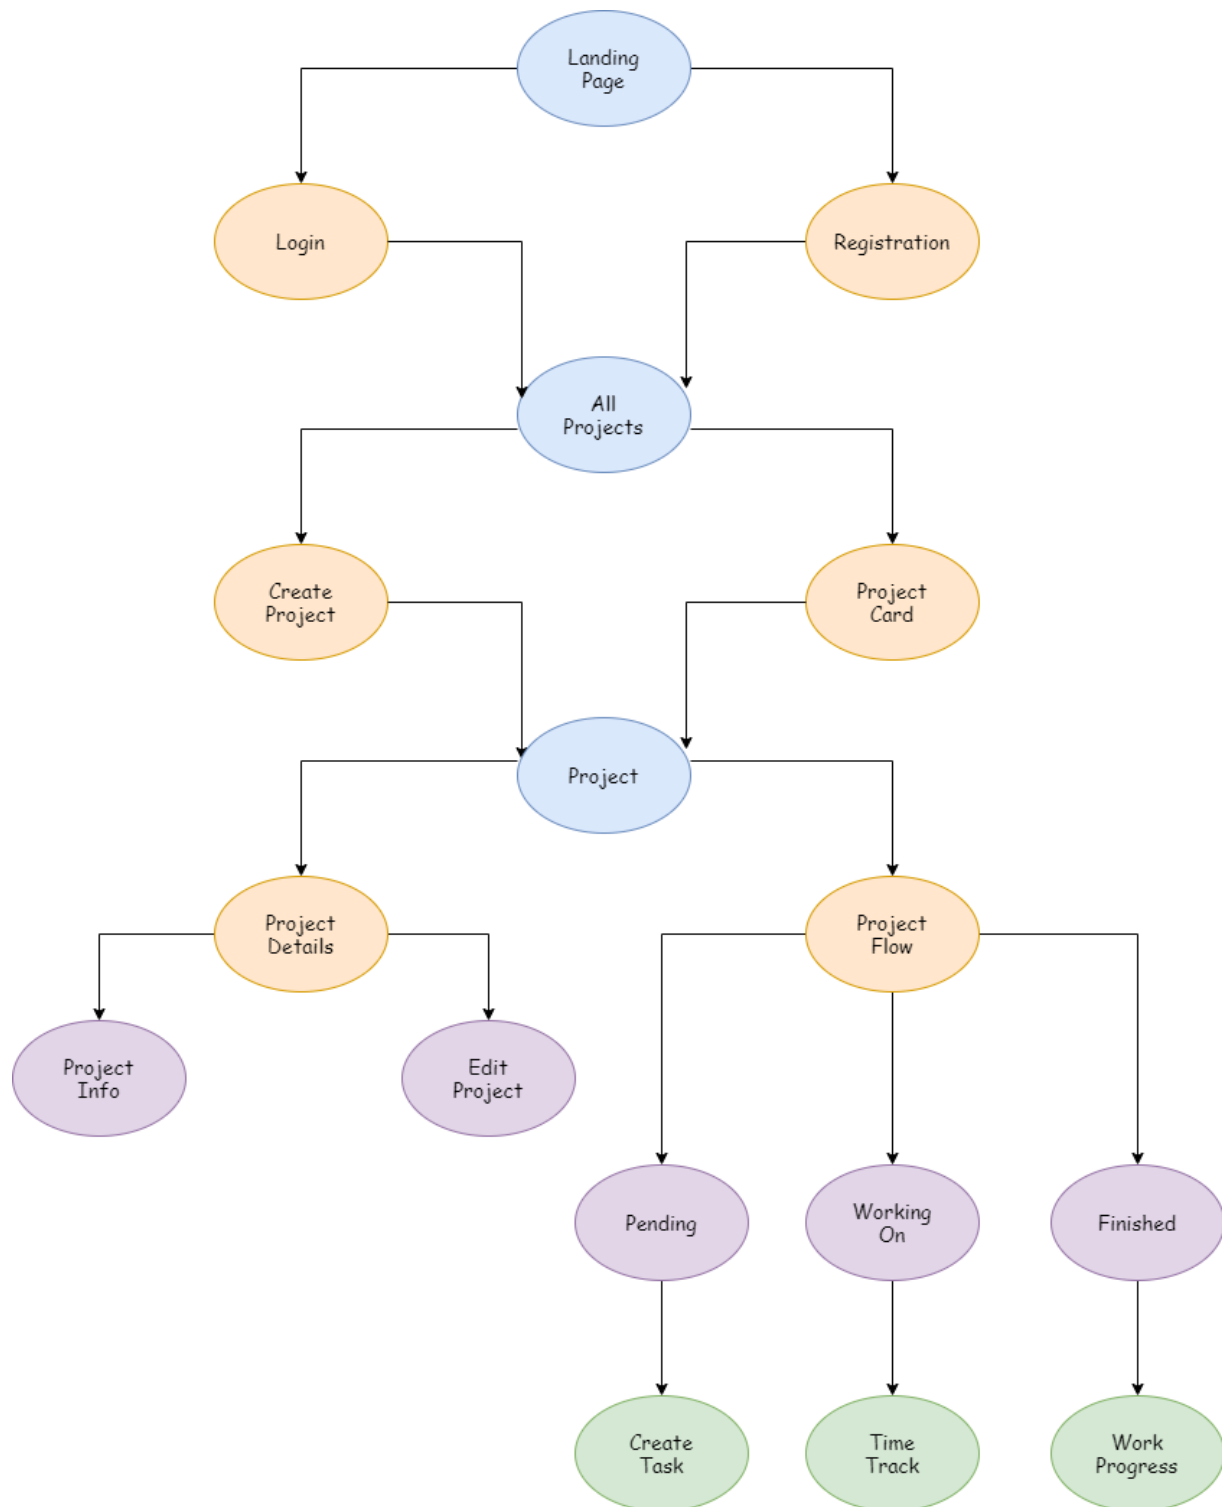 Landing
Page
Login
Registration
All
Projects
Create
Project
Project
Card
Project
Project
Details
Project
Flow
Project
Info
Edit
Project
Pending
Working
On
Finished
Create
Task
Time
Track
Work
Progress